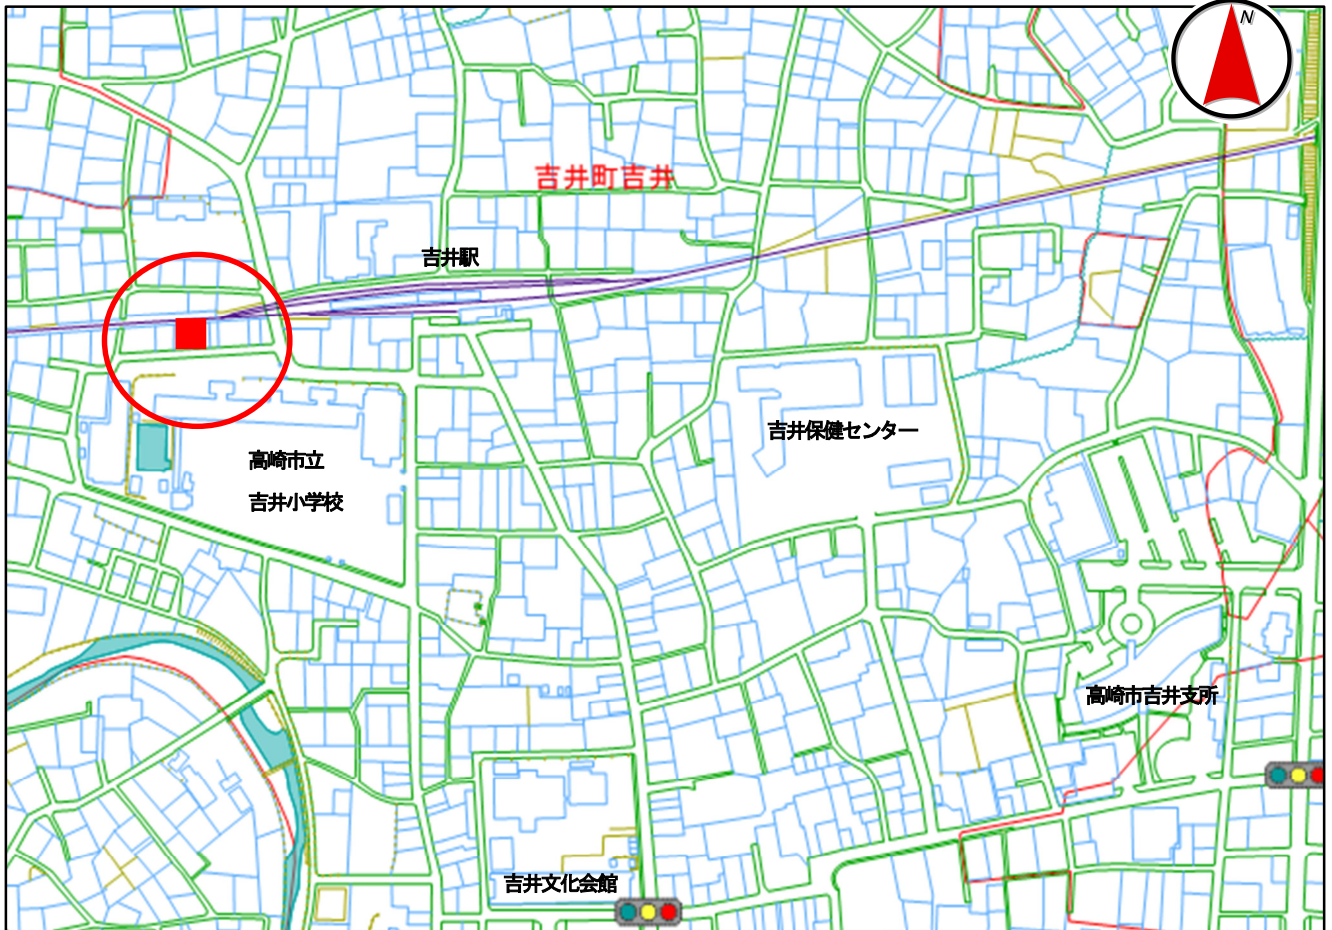 N
吉井町吉井
吉井駅
吉井保健センター
高崎市立
吉井小学校
高崎市吉井支所
吉井文化会館